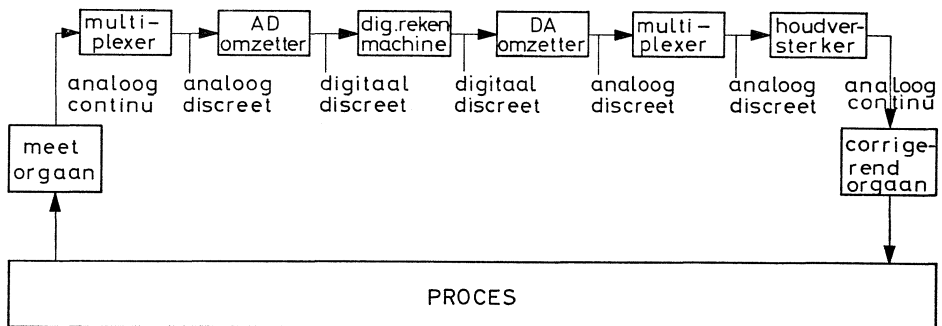 multi-
plexer
AD
omzetter
dig.reken
machine
DA
omzetter
multi-
plexer
houdver-
sterker
analoog
continu
analoog
discreet
digitaal
discreet
digitaal
discreet
analoog
discreet
analoog
discreet
analoog
continu
meet
orgaan
corrige-
rend
orgaan
PROCES